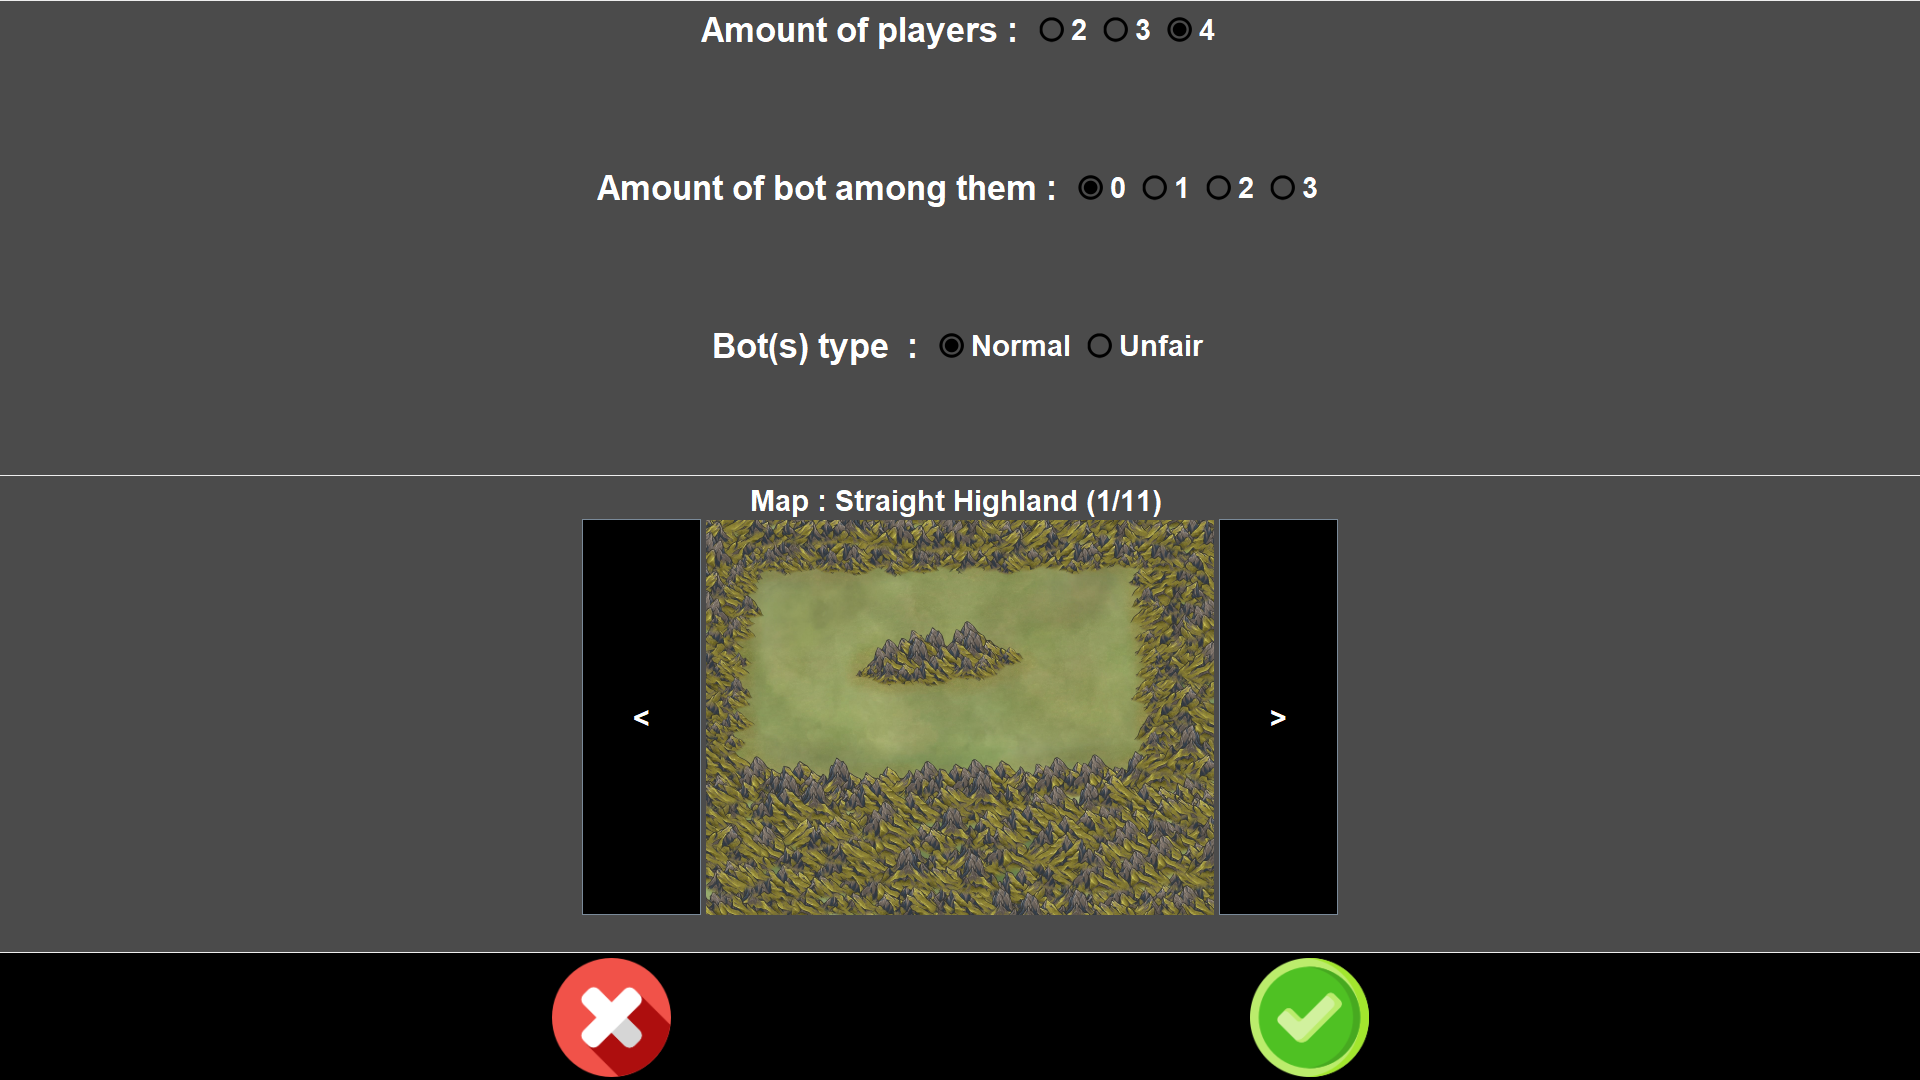 Amount of players : 2 3 4
Amount of bot among them : 0 1 2 3
Bot(s) type : Normal Unfair
Map : Straight Highland (1/11)
< >